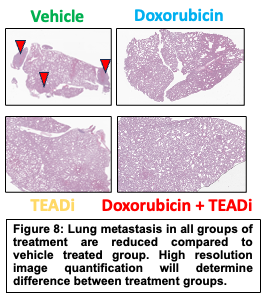 Vehicle Doxorubicin
TEADi Doxorubicin + TEADi
Figure 8: Lung metastasis in all groups of
treatment are reduced compared to
vehicle treated group. High resolution
image quantification will determine
difference between treatment groups.